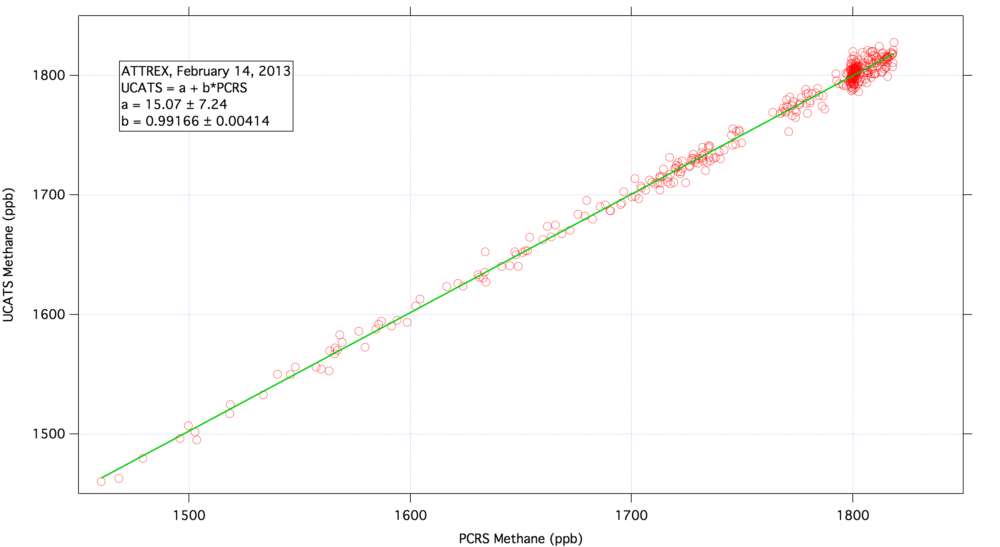 ATTREX, February 14, 2013
UCATS = a + b*PCRS
a = 15.07 ± 7.24
b = 0.99166 ± 0.00414
1800
1700
1600
1500
UCATS Methane (ppb)
1500 1600 1700 1800
PCRS Methane (ppb)